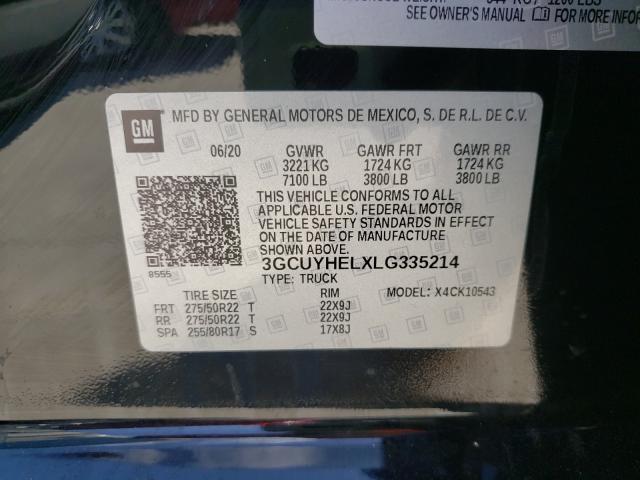 SEE OWNER'S MANUAL FOR MORE INFOR
GM MFD BY GENERAL MOTORS DE MEXICO, S. DE R.L. DE C.V.
06/20 GVWR GAWR FRT GAWR RR
3221 KG 1724 KG 1724 KG
7100 LB 3800 LB 3800 LB
THIS VEHICLE CONFORMS TO ALL
APPLICABLE U.S. FEDERAL MOTOR
VEHICLE SAFETY STANDARDS IN EFFECT
ON THE DATE OF MANUFACTURE
SHOWN ABOVE.
8555 3GCUYHELXLG335214
TYPE: TRUCK
TIRE SIZE RIM MODEL: X4CK10543
FRT 275/50R22 T 22X9J
RR 275/50R22 T 22X9J
SPA 255/80R17 S 17X8J